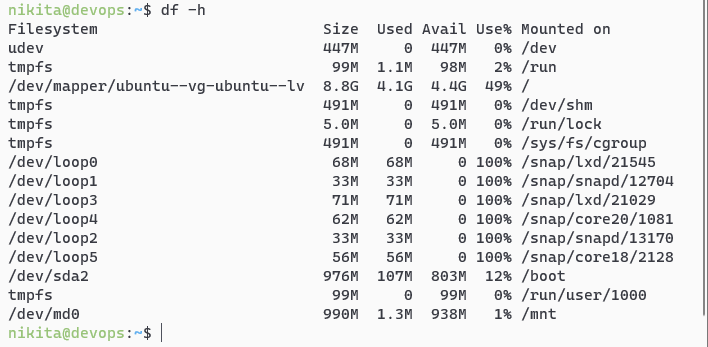 nikita@devops:~$ df -h
Filesystem                         Size  Used Avail Use% Mounted on
udev                               447M     0  447M   0% /dev
tmpfs                               99M  1.1M   98M   2% /run
/dev/mapper/ubuntu--vg-ubuntu--lv  8.8G  4.1G  4.4G  49% /
tmpfs                              491M     0  491M   0% /dev/shm
tmpfs                              5.0M     0  5.0M   0% /run/lock
tmpfs                              491M     0  491M   0% /sys/fs/cgroup
/dev/loop0                          68M   68M     0 100% /snap/lxd/21545
/dev/loop1                          33M   33M     0 100% /snap/snapd/12704
/dev/loop3                          71M   71M     0 100% /snap/lxd/21029
/dev/loop4                          62M   62M     0 100% /snap/core20/1081
/dev/loop2                          33M   33M     0 100% /snap/snapd/13170
/dev/loop5                          56M   56M     0 100% /snap/core18/2128
/dev/sda2                          976M  107M  803M  12% /boot
tmpfs                               99M     0   99M   0% /run/user/1000
/dev/md0                           990M  1.3M  938M   1% /mnt
nikita@devops:~$